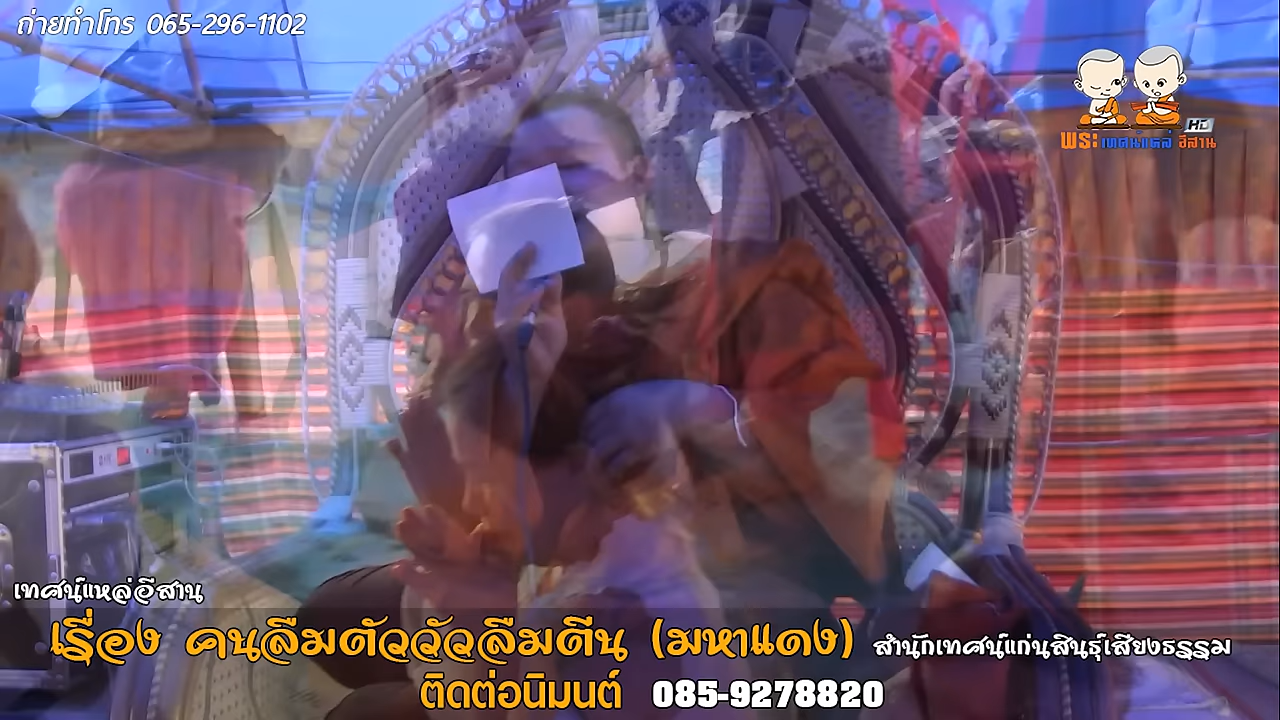 ถ่ายทำโทร 065-296-1102
HD
พระเทศน์แหล่ อีสาน
เทศน์แหล่อีสาน
เรื่อง คนลืมตัววัวลืมตีน (มหาแดง) สำนักเทศน์แก่นสินธุ์เสียงธรรม
ติดต่อนิมนต์ 085-9278820